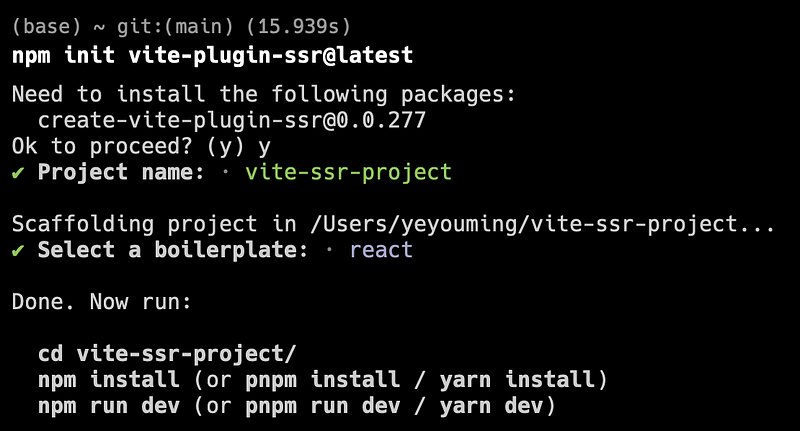 (base) ~ git:(main) (15.939s)
npm init vite-plugin-ssr@latest
Need to install the following packages:
create-vite-plugin-ssr@0.0.277
Ok to proceed? (y) y
✔ Project name: · vite-ssr-project
Scaffolding project in /Users/yeyouming/vite-ssr-project...
✔ Select a boilerplate: · react
Done. Now run:
cd vite-ssr-project/
npm install (or pnpm install / yarn install)
npm run dev (or pnpm run dev / yarn dev)